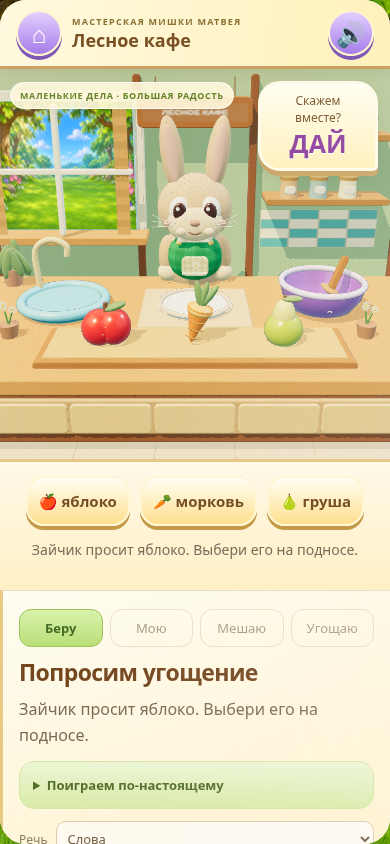 МАСТЕРСКАЯ МИШКИ МАТВЕЯ
Лесное кафе
МАЛЕНЬКИЕ ДЕЛА · БОЛЬШАЯ РАДОСТЬ
Скажем
вместе?
ДАЙ
ЛЕСНОЕ КАФЕ
яблоко
морковь
груша
Зайчик просит яблоко. Выбери его на подносе.
Беру
Мою
Мешаю
Угощаю
Попросим угощение
Зайчик просит яблоко. Выбери его на
подносе.
Поиграем по-настоящему
Речь
Слова